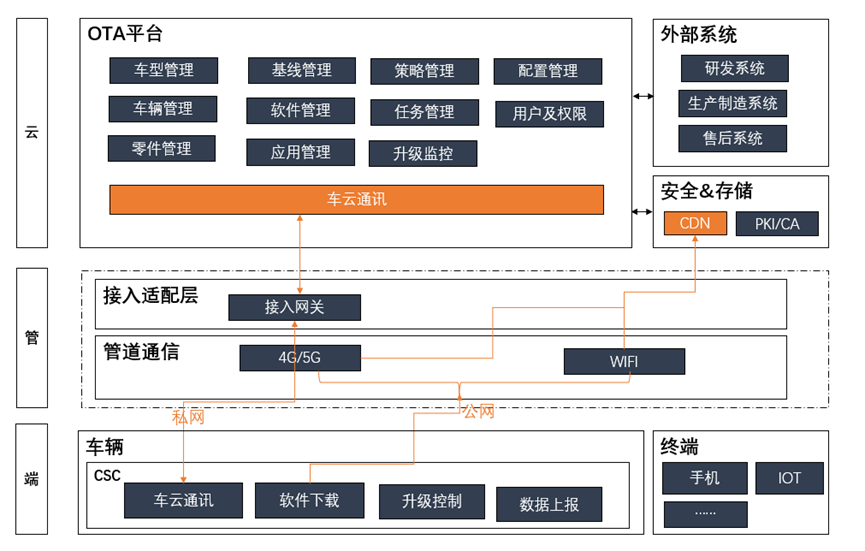 云
OTA平台
车型管理
基线管理
策略管理
配置管理
车辆管理
软件管理
任务管理
用户及权限
零件管理
应用管理
升级监控
车云通讯
外部系统
研发系统
生产制造系统
售后系统
安全&存储
CDN
PKI/CA
管
接入适配层
接入网关
管道通信
4G/5G
WIFI
私网
公网
端
车辆
CSC
车云通讯
软件下载
升级控制
数据上报
终端
手机
IOT
……